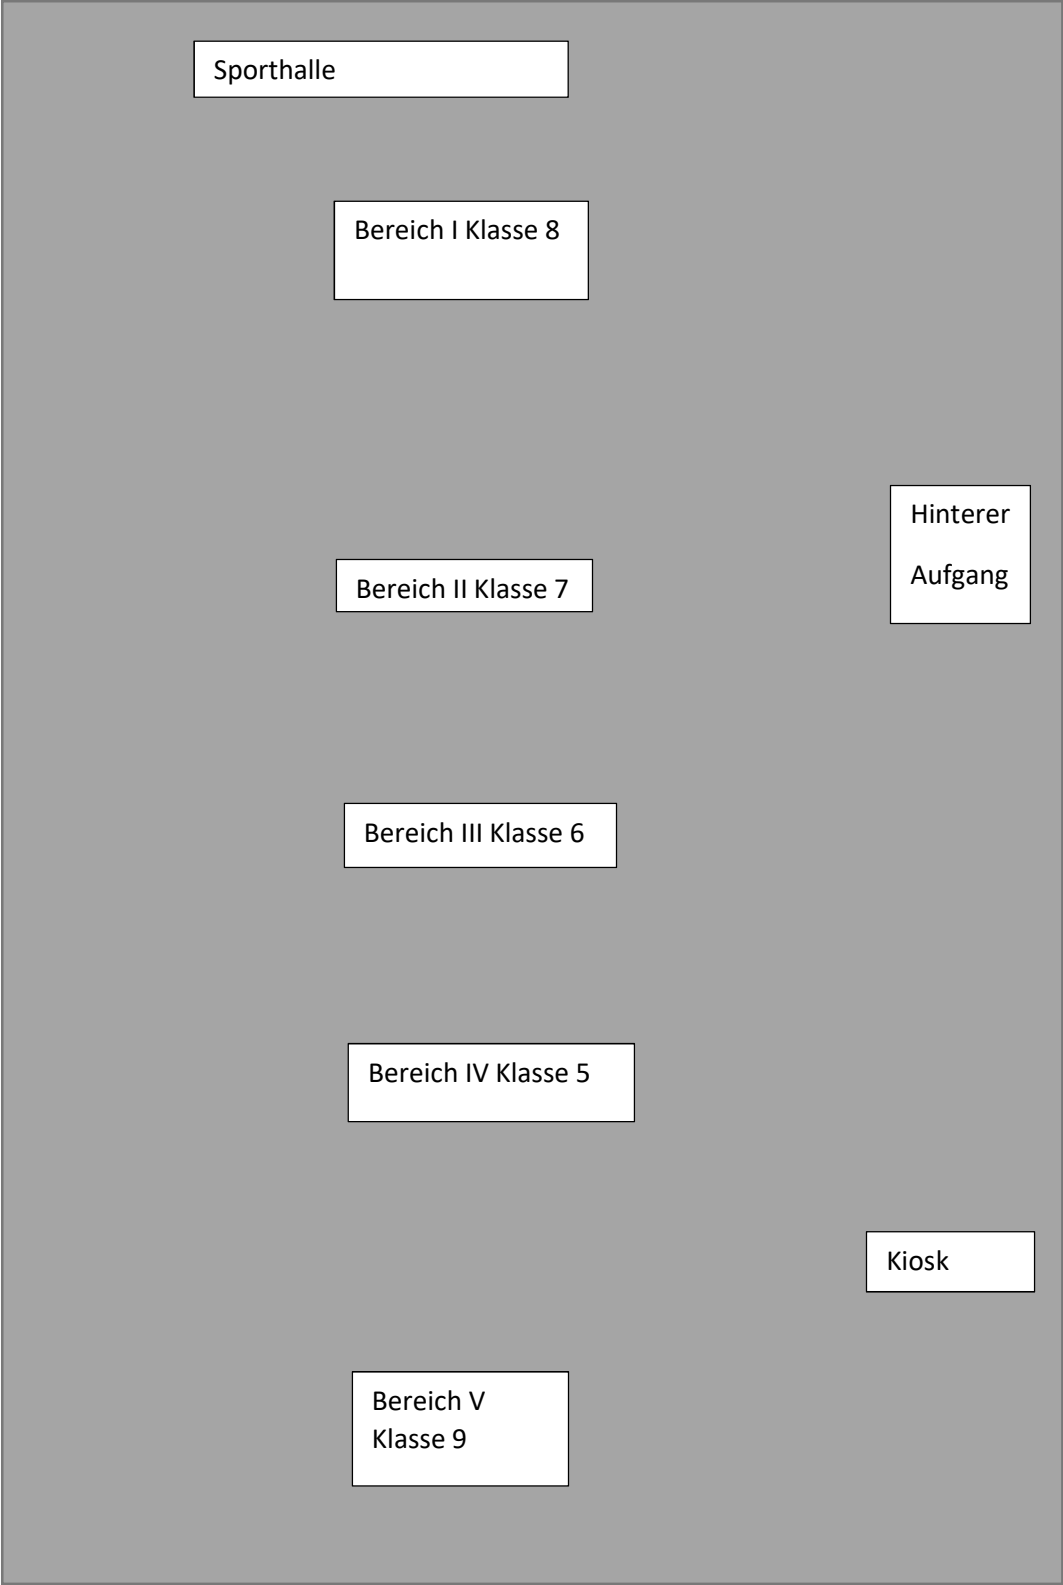 Sporthalle
Bereich I Klasse 8
Hinterer
Aufgang
Bereich II Klasse 7
Bereich III Klasse 6
Bereich IV Klasse 5
Kiosk
Bereich V
Klasse 9